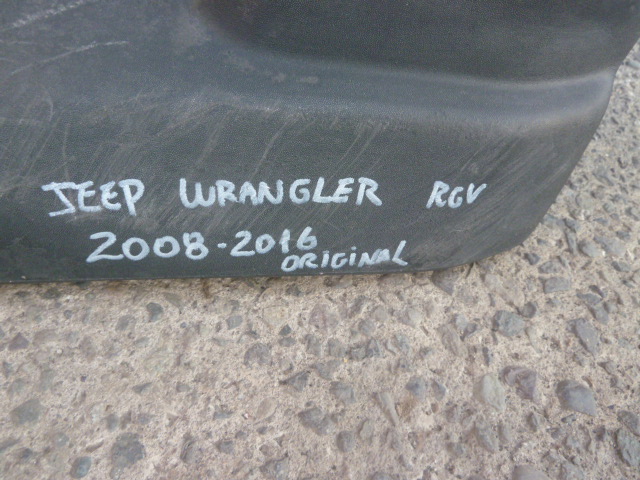 JEEP WRANGLER RGV
2008-2016
ORIGINAL